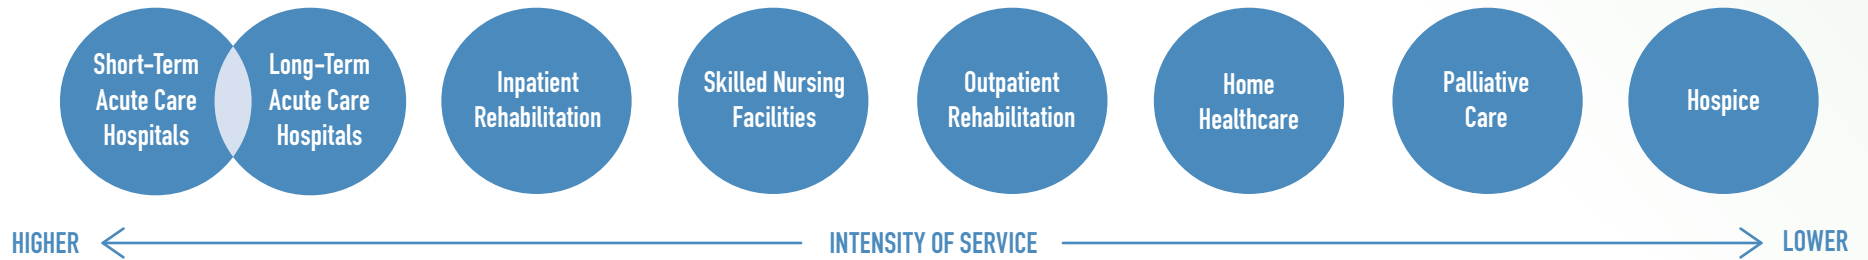 Short-Term
Acute Care
Hospitals
Long-Term
Acute Care
Hospitals
Inpatient
Rehabilitation
Skilled Nursing
Facilities
Outpatient
Rehabilitation
Home
Healthcare
Palliative
Care
Hospice
HIGHER
INTENSITY OF SERVICE
LOWER